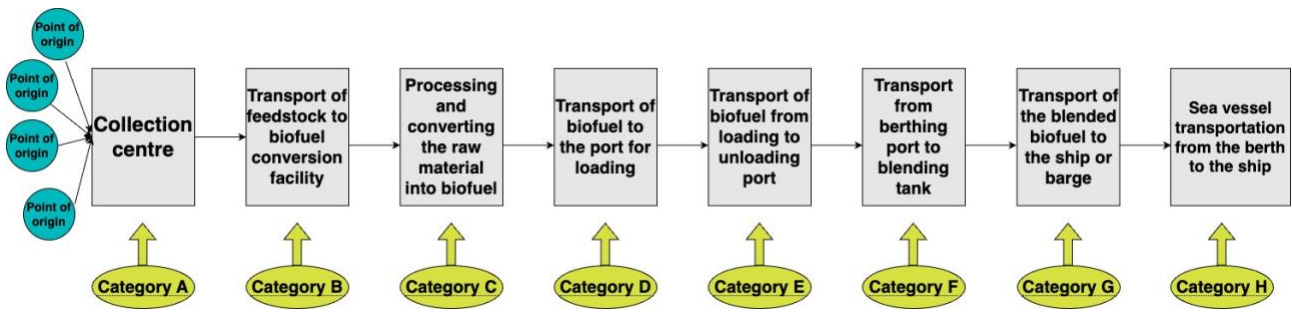 Point of
origin
Point of
origin
Point of
origin
Point of
origin
Collection
centre
Transport of
feedstock to
biofuel
conversion
facility
Processing
and
converting
the raw
material
into biofuel
Transport of
biofuel to
the port for
loading
Transport of
biofuel from
loading to
unloading
port
Transport
from
berthing
port to
blending
tank
Transport of
the blended
biofuel to
the ship or
barge
Sea vessel
transportation
from the berth
to the ship
Category A
Category B
Category C
Category D
Category E
Category F
Category G
Category H